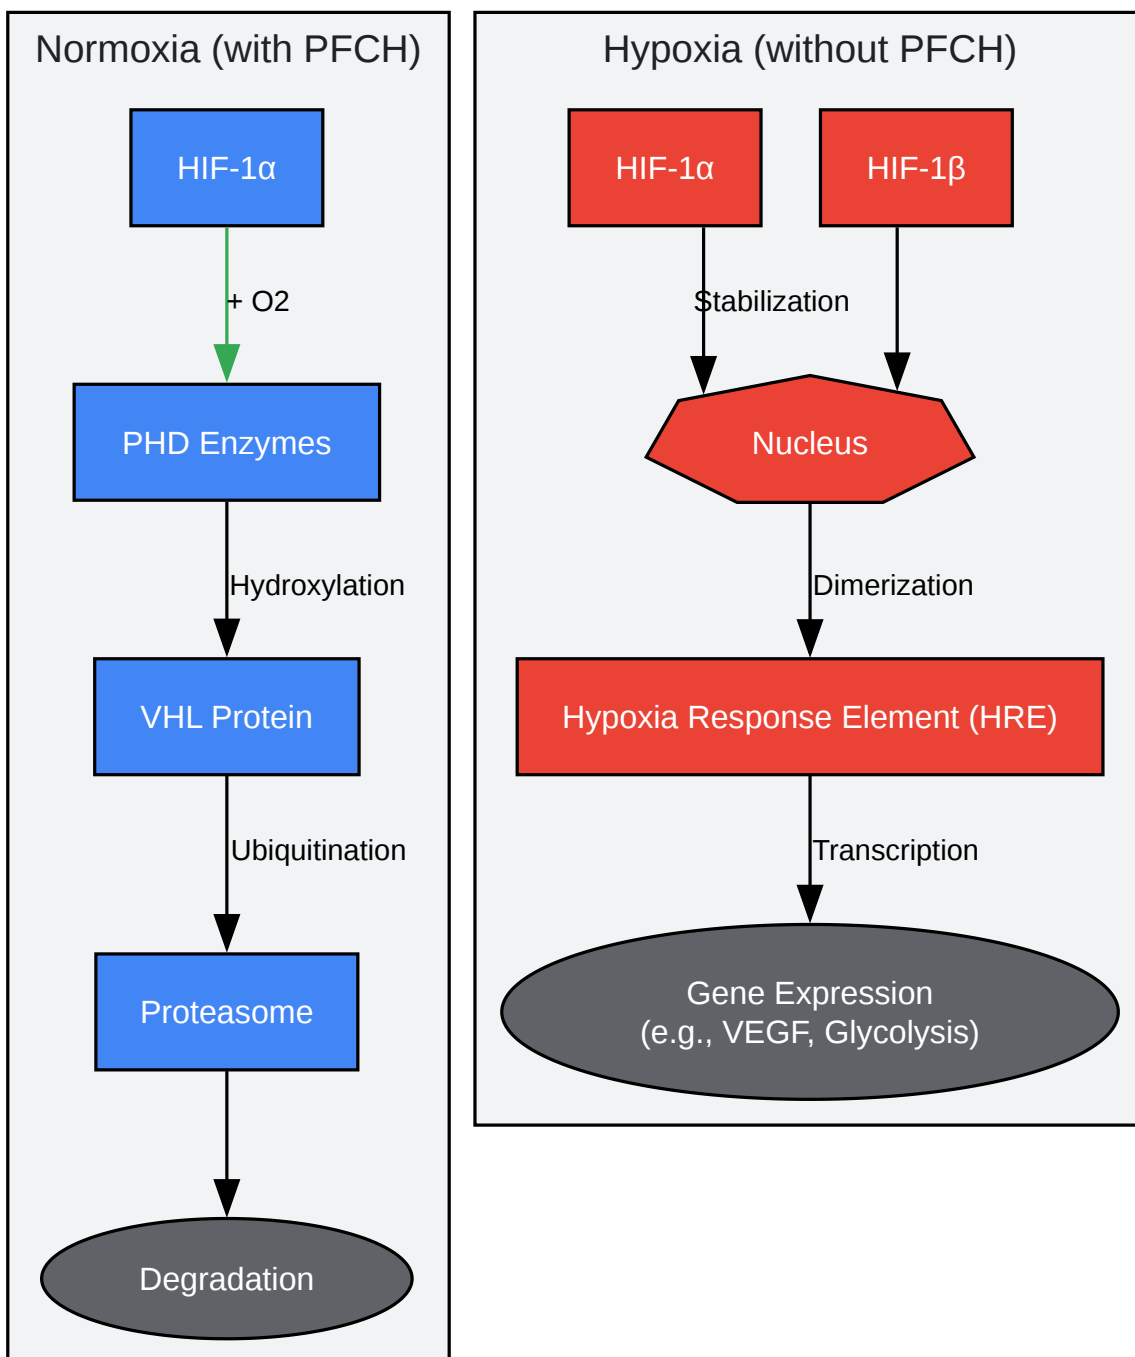 Normoxia (with PFCH)
HIF-1α
+ O2
PHD Enzymes
Hydroxylation
VHL Protein
Ubiquitination
Proteasome
Degradation
Hypoxia (without PFCH)
HIF-1α
HIF-1β
Stabilization
Nucleus
Dimerization
Hypoxia Response Element (HRE)
Transcription
Gene Expression
(e.g., VEGF, Glycolysis)